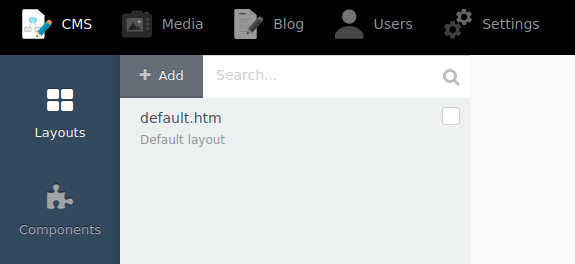 CMS Media Blog Users Settings
+ Add Search...
Layouts
default.htm
Default layout
Components